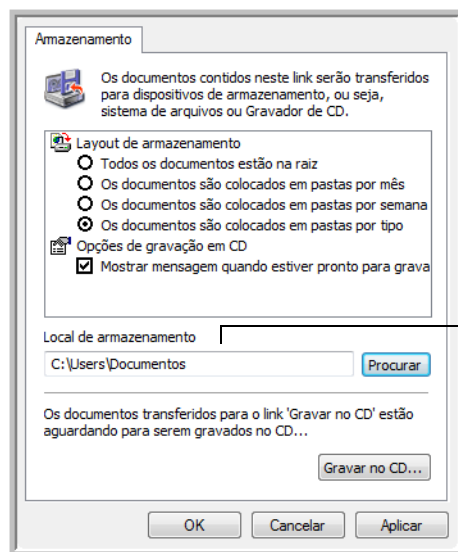 Armazenamento
Os documentos contidos neste link serão transferidos
para dispositivos de armazenamento, ou seja,
sistema de arquivos ou Gravador de CD.
Layout de armazenamento
Todos os documentos estão na raiz
Os documentos são colocados em pastas por mês
Os documentos são colocados em pastas por semana
Os documentos são colocados em pastas por tipo
Opções de gravação em CD
Mostrar mensagem quando estiver pronto para grava
Local de armazenamento
C:\Users\Documentos
Procurar
Os documentos transferidos para o link 'Gravar no CD' estão
aguardando para serem gravados no CD...
Gravar no CD...
OK
Cancelar
Aplicar